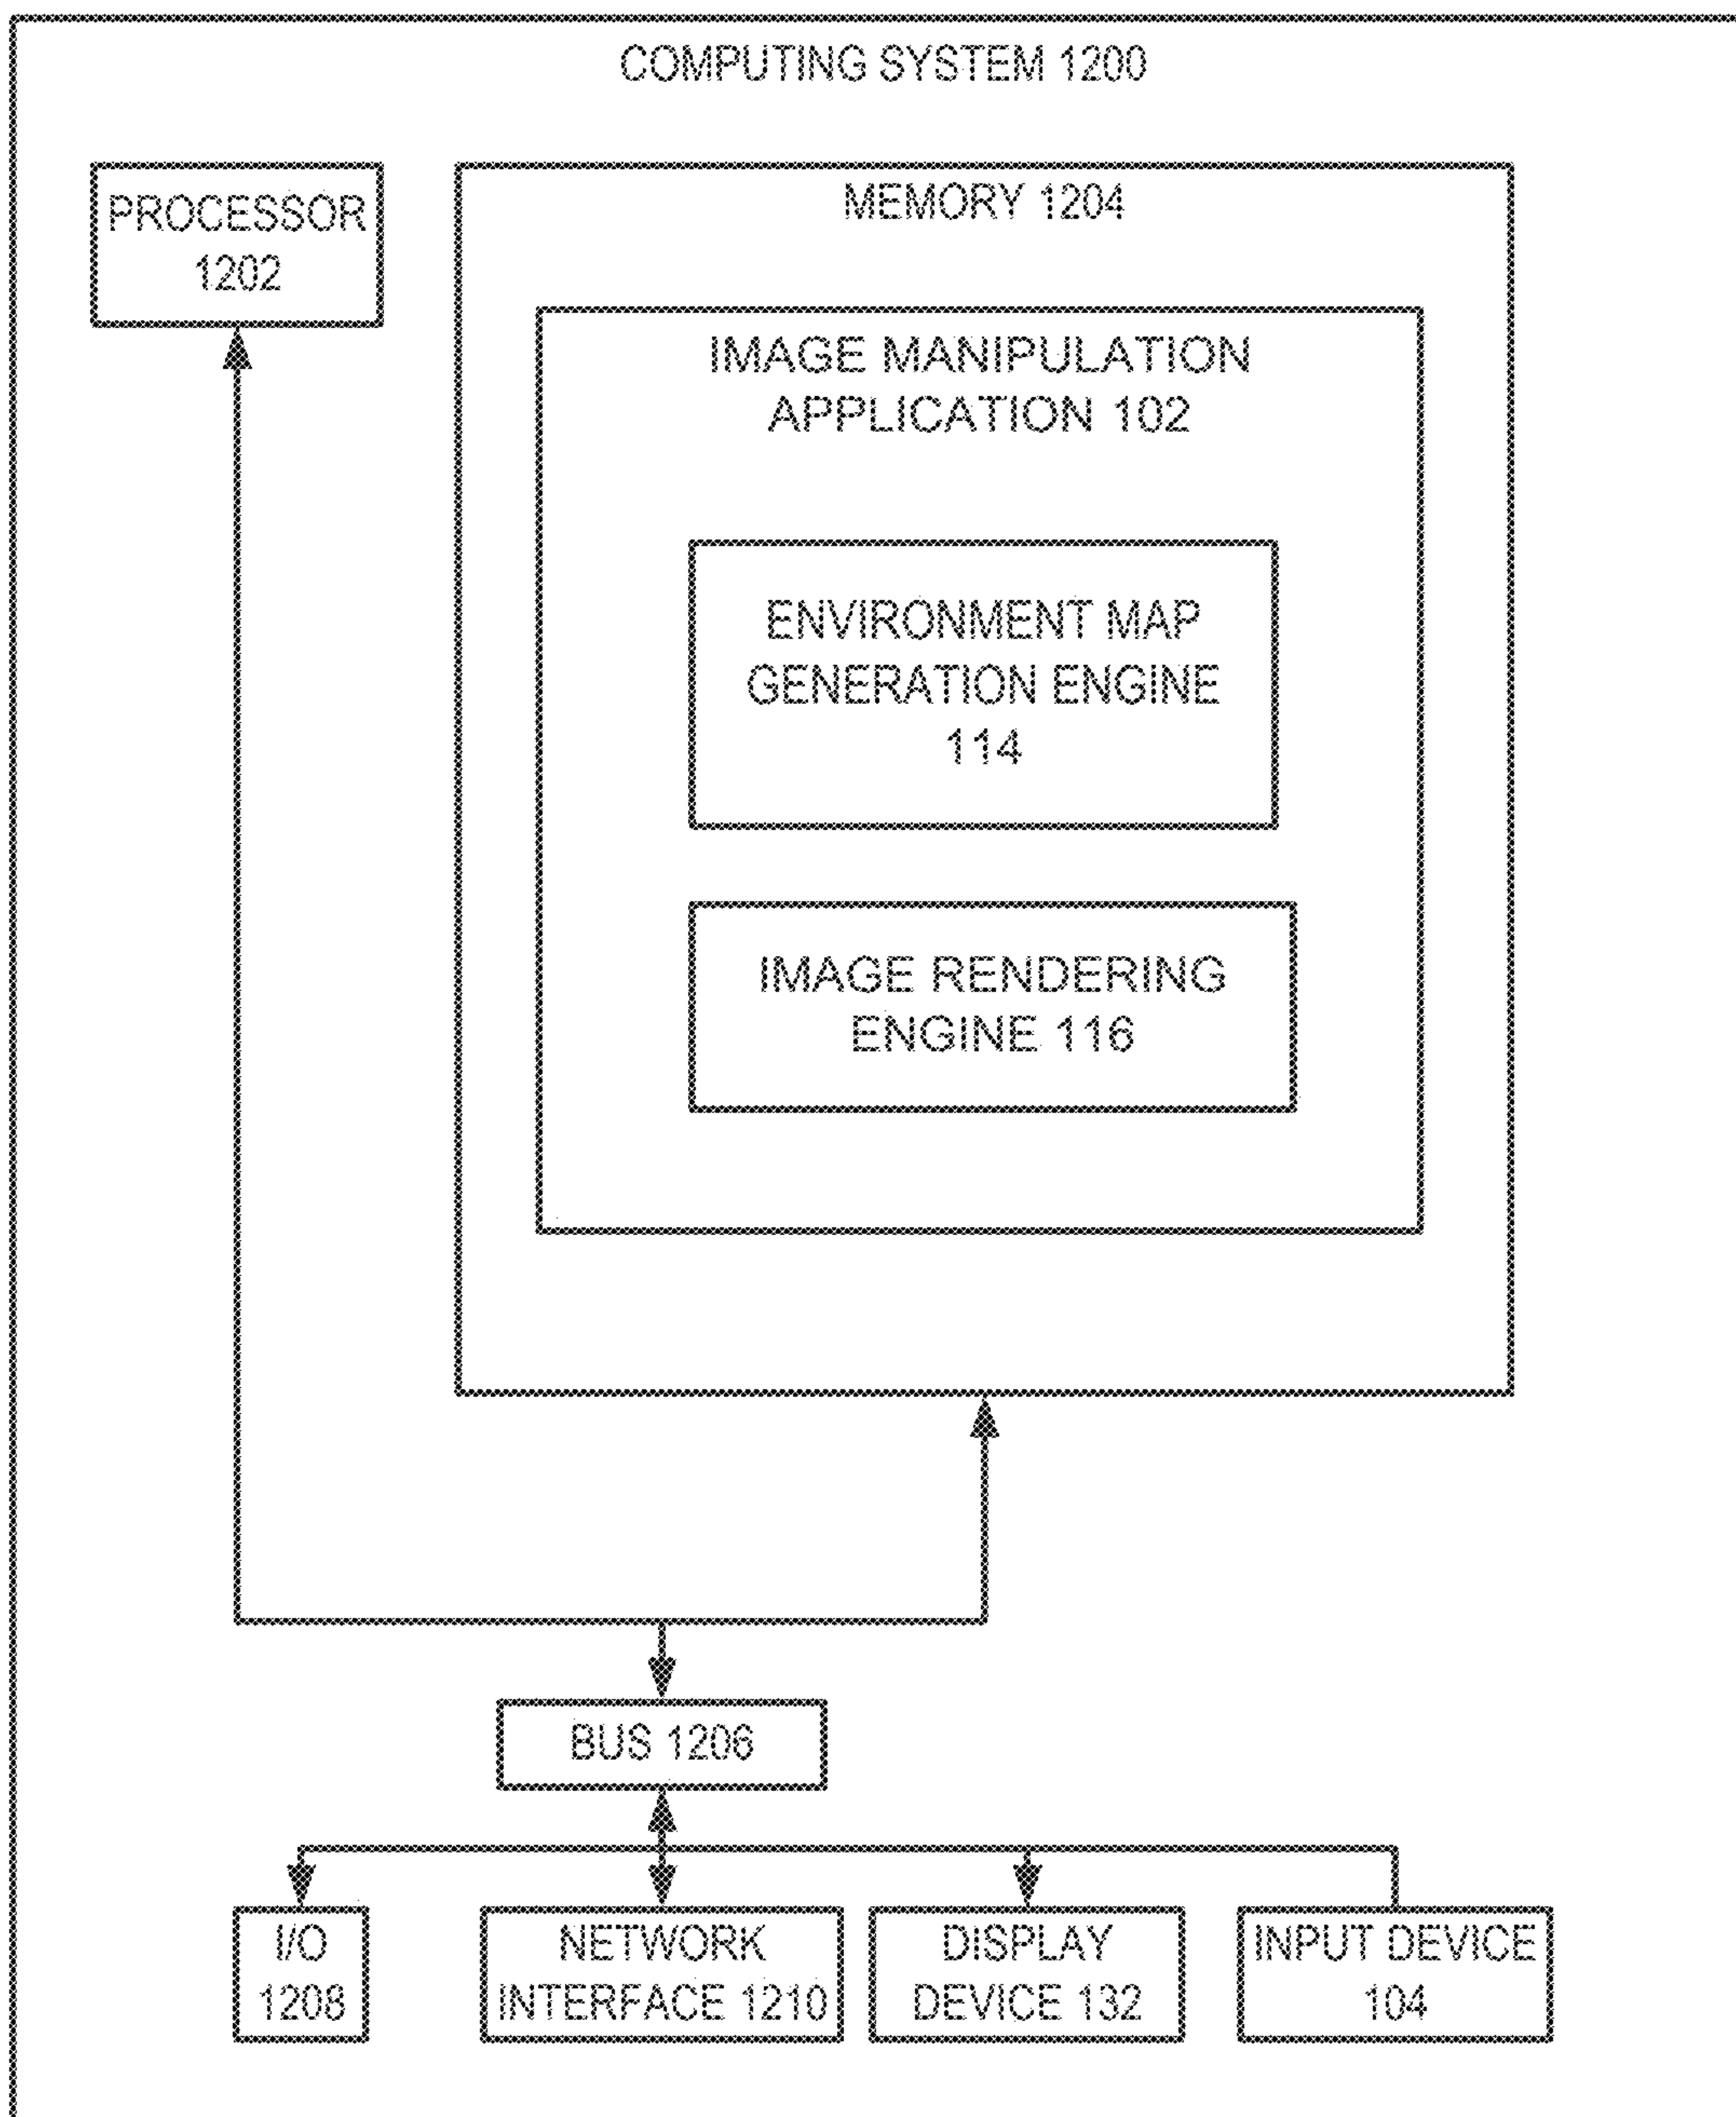 COMPUTING SYSTEM 1200
PROCESSOR
1202
MEMORY 1204
IMAGE MANIPULATION
APPLICATION 102
ENVIRONMENT MAP
GENERATION ENGINE
114
IMAGE RENDERING
ENGINE 116
BUS 1206
I/O
1208
NETWORK
INTERFACE 1210
DISPLAY
DEVICE 132
INPUT DEVICE
104